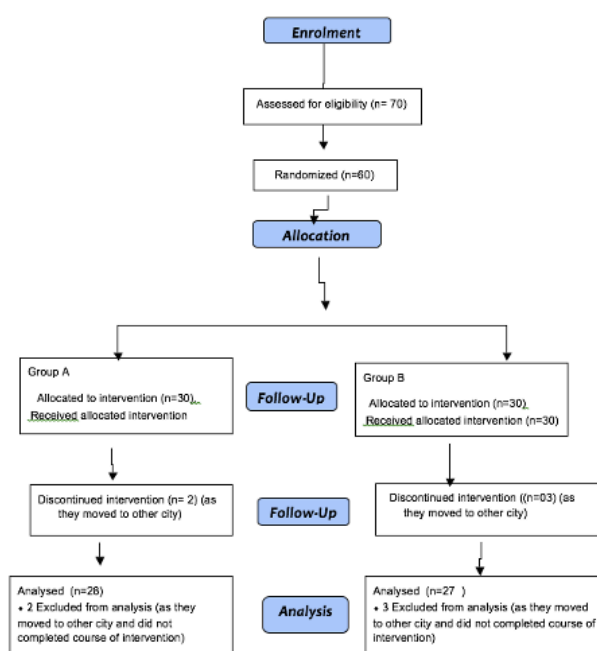 Enrolment
Assessed for eligibility (n= 70)
Randomized (n=60)
Allocation
Group A
Allocated to intervention (n=30),
Received allocated intervention
Follow-Up
Group B
Allocated to intervention (n=30)
Received allocated intervention (n=30)
Discontinued intervention (n= 2) (as
they moved to other city)
Follow-Up
Discontinued intervention ((n=03) (as
they moved to other city)
Analysed (n=28)
+ 2 Excluded from analysis (as they
moved to other city and did not
completed course of intervention)
Analysis
Analysed (n=27 )
+ 3 Excluded from analysis (as they moved
to other city and did not completed course of
intervention)